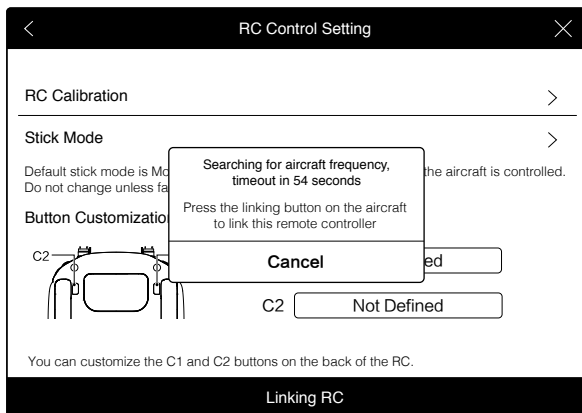 RC Control Setting
RC Calibration
Stick Mode
Default stick mode is Mo
the aircraft is controlled.
Do not change unless fa
Searching for aircraft frequency,
timeout in 54 seconds
Press the linking button on the aircraft
to link this remote controller
Cancel
Button Customization
C2
ed
C2 Not Defined
You can customize the C1 and C2 buttons on the back of the RC.
Linking RC